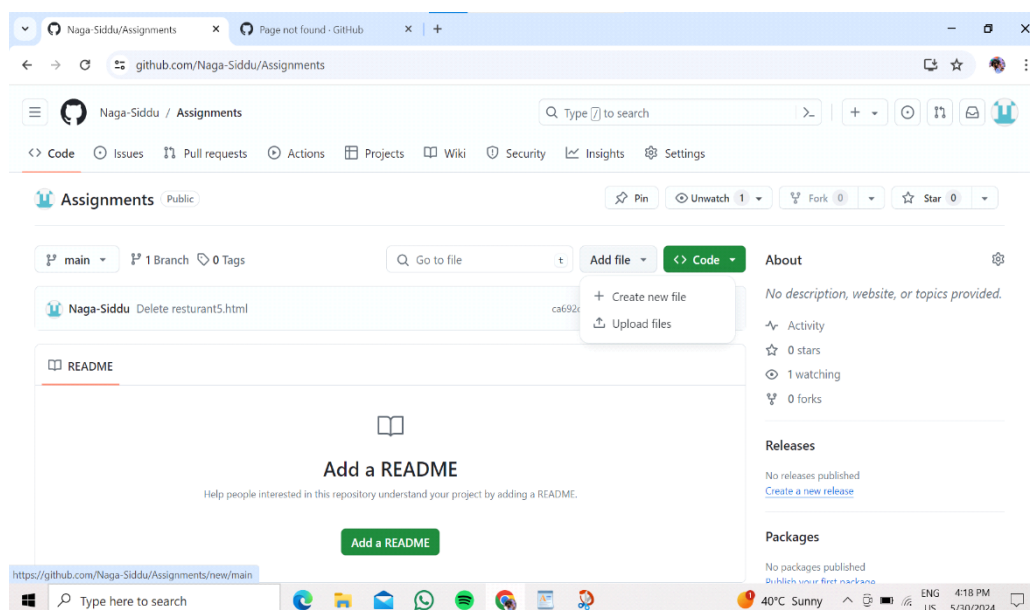 Naga-Siddu/Assignments
Page not found · GitHub
github.com/Naga-Siddu/Assignments
Naga-Siddu / Assignments
Type / to search
Code Issues Pull requests Actions Projects Wiki Security Insights Settings
Assignments Public
Pin Unwatch 1 Fork 0 Star 0
main 1 Branch 0 Tags Go to file t Add file Code
Create new file
Upload files
Naga-Siddu Delete resturant5.html
README
Add a README
Help people interested in this repository understand your project by adding a README.
Add a README
About
No description, website, or topics provided.
Activity
0 stars
1 watching
0 forks
Releases
No releases published
Create a new release
Packages
No packages published
Publish your first package
https://github.com/Naga-Siddu/Assignments/new/main
Type here to search
40°C Sunny
ENG
US
4:18 PM
5/30/2024